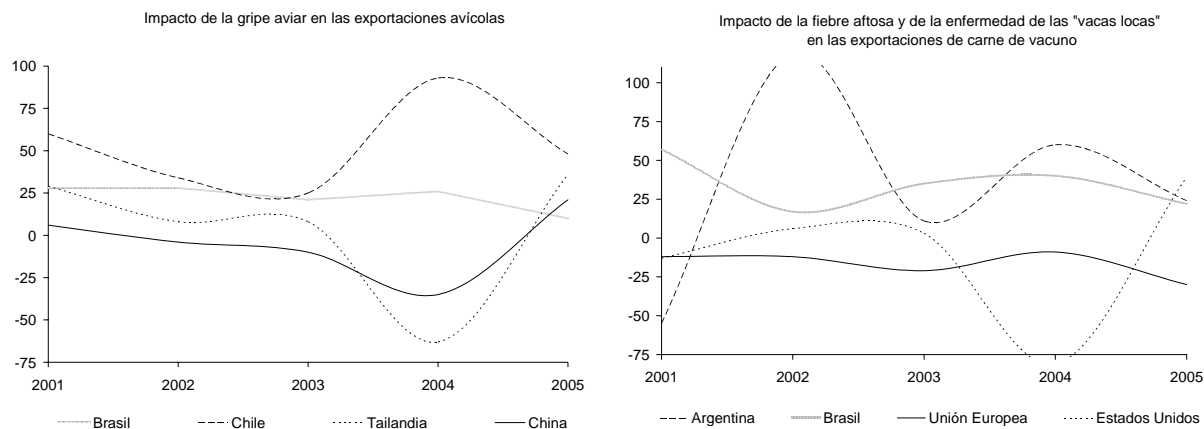 Impacto de la gripe aviar en las exportaciones avícolas
100
75
50
25
0
-25
-50
-75
2001 2002 2003 2004 2005
Brasil Chile Tailandia China
Impacto de la fiebre aftosa y de la enfermedad de las "vacas locas"
en las exportaciones de carne de vacuno
100
75
50
25
0
-25
-50
-75
2001 2002 2003 2004 2005
Argentina Brasil Unión Europea Estados Unidos